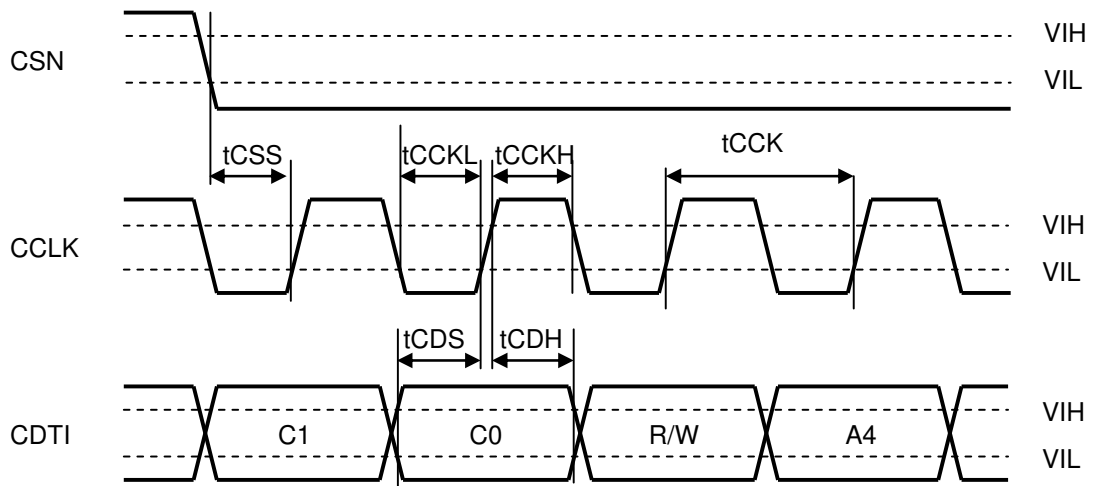 CSN
VIH
VIL
tCSS
tCCKL
tCCKH
tCCK
CCLK
VIH
VIL
tCDS
tCDH
CDTI
C1
C0
R/W
A4
VIH
VIL